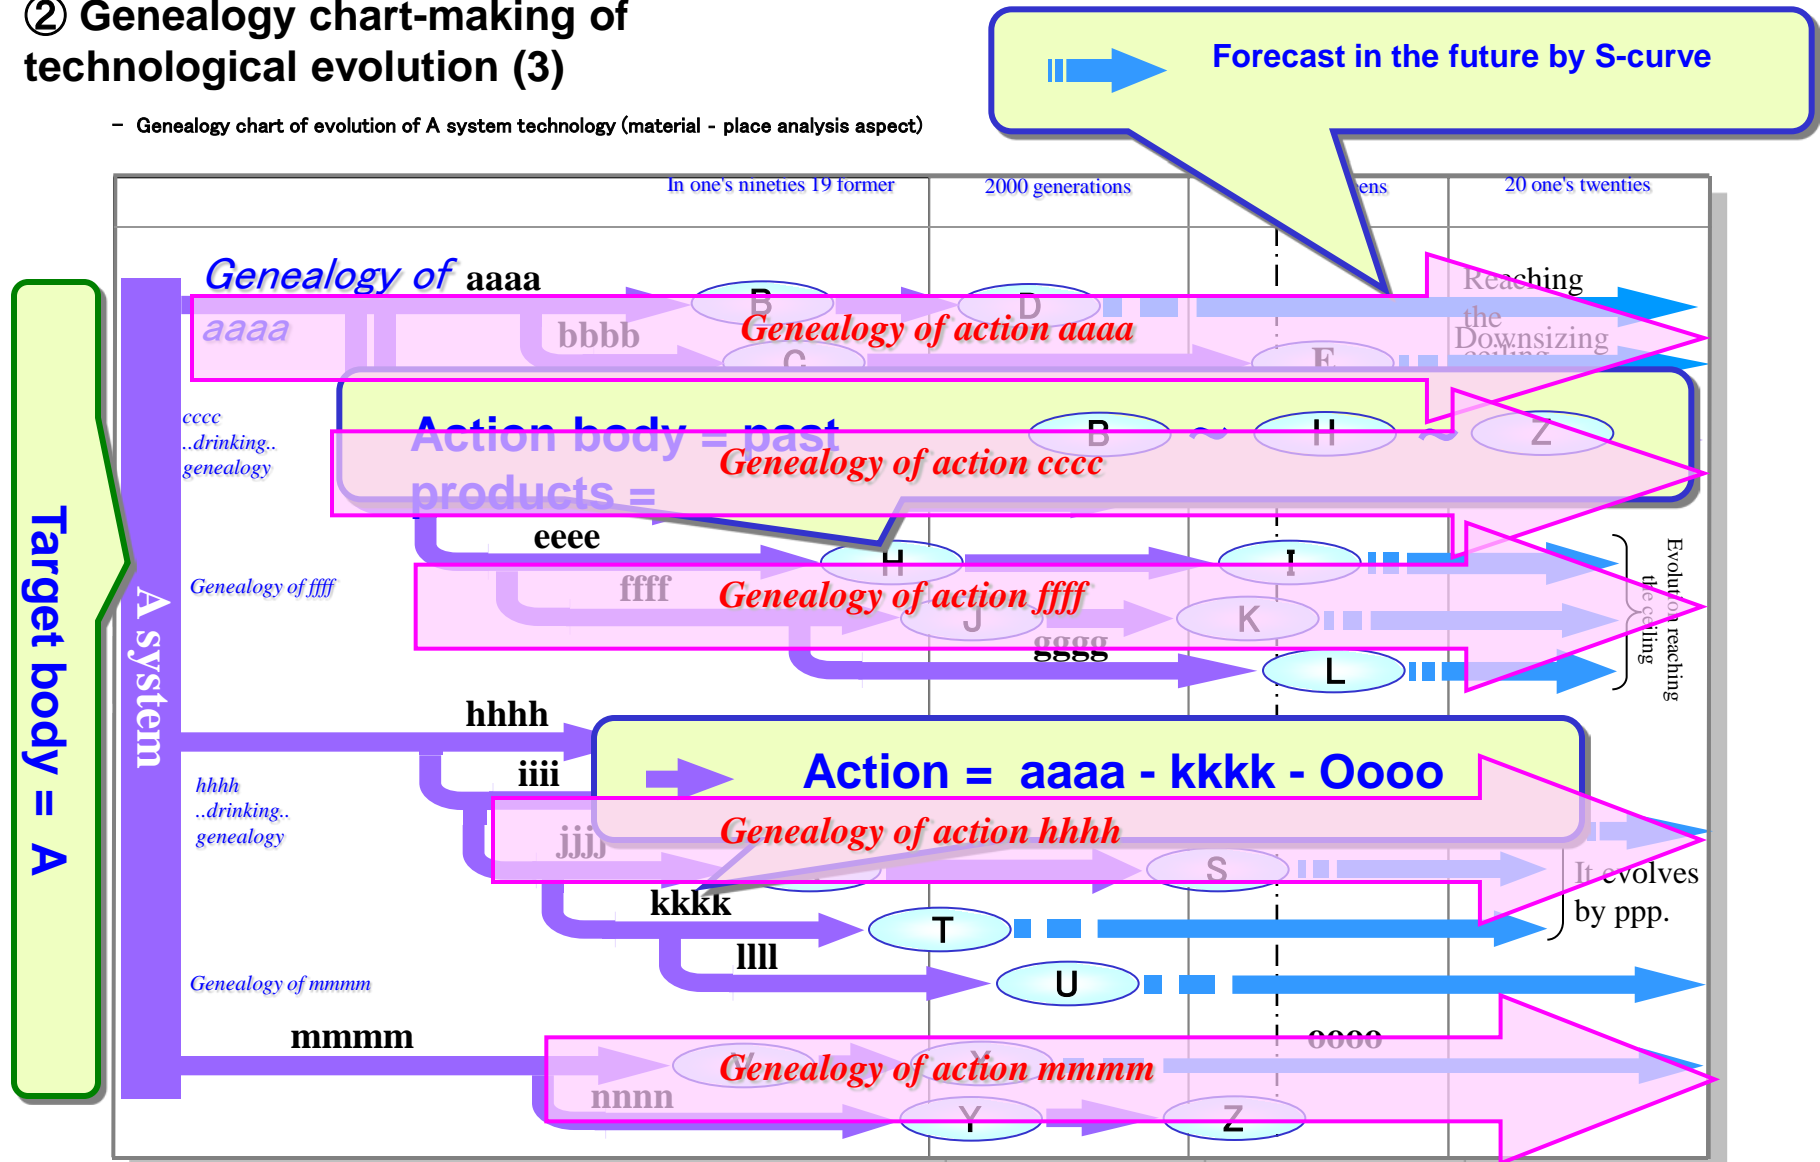 ② Genealogy chart-making of
technological evolution (3)
Forecast in the future by S-curve
- Genealogy chart of evolution of A system technology (material - place analysis aspect)
In one's nineties 19 former
2000 generations
ens
20 one's twenties
Target body = A
A system
Genealogy of
aaaa
aaaa
B
D
Reaching
the
ceiling
Genealogy of action aaaa
bbbb
C
Downsizing
cccc
..drinking..
genealogy
Action body = past
products =
B ~ H ~ Z
Genealogy of action cccc
eeee
H
I
Genealogy of ffff
ffff
Genealogy of action ffff
J
K
gggg
L
Evolution reaching
the ceiling
hhhh
iiii
Action = aaaa - kkkk - Oooo
hhhh
..drinking..
genealogy
jjjj
Genealogy of action hhhh
S
It evolves
by ppp.
kkkk
T
llll
U
Genealogy of mmmm
mmmm
oooo
Genealogy of action mmmm
nnnn
Y
Z